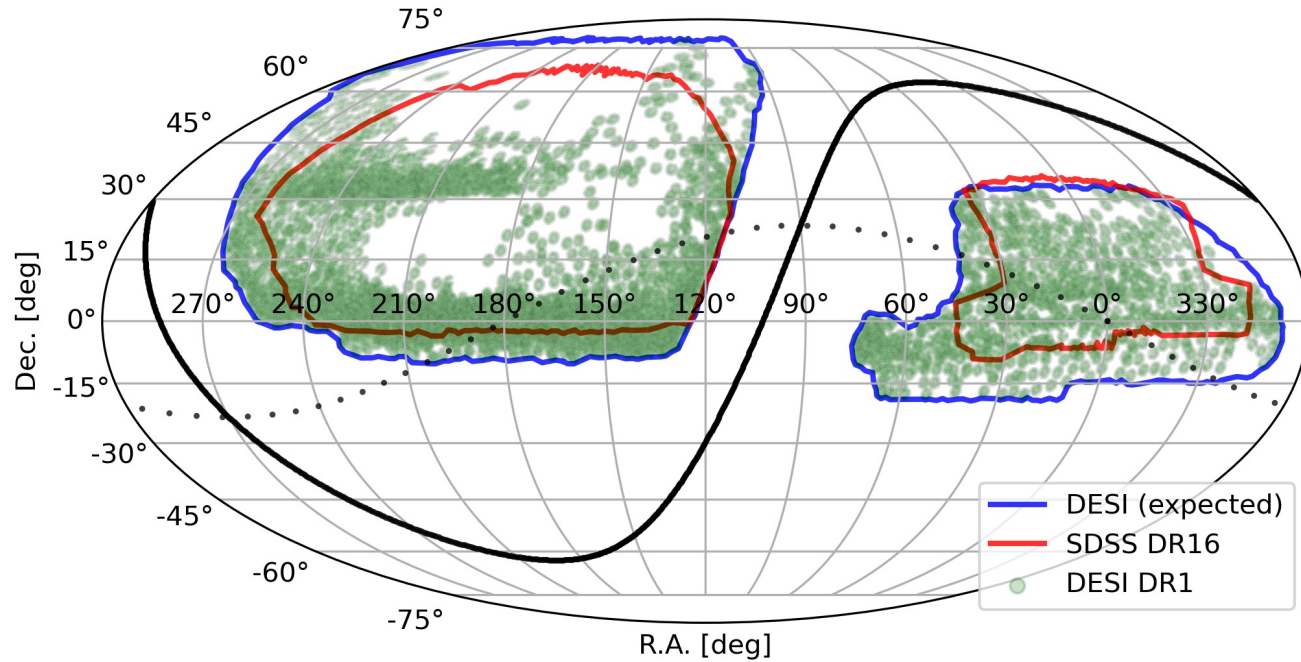 75°
60°
45°
30°
15°
0°
-15°
-30°
-45°
-60°
-75°
Dec. [deg]
270° 240° 210° 180° 150° 120° 90° 60° 30° 0° 330°
R.A. [deg]
DESI (expected)
SDSS DR16
DESI DR1